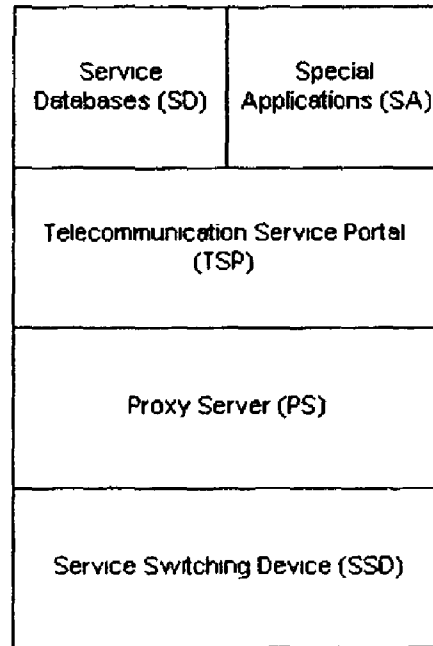 Service
Databases (SD)
Special
Applications (SA)
Telecommunication Service Portal
(TSP)
Proxy Server (PS)
Service Switching Device (SSD)